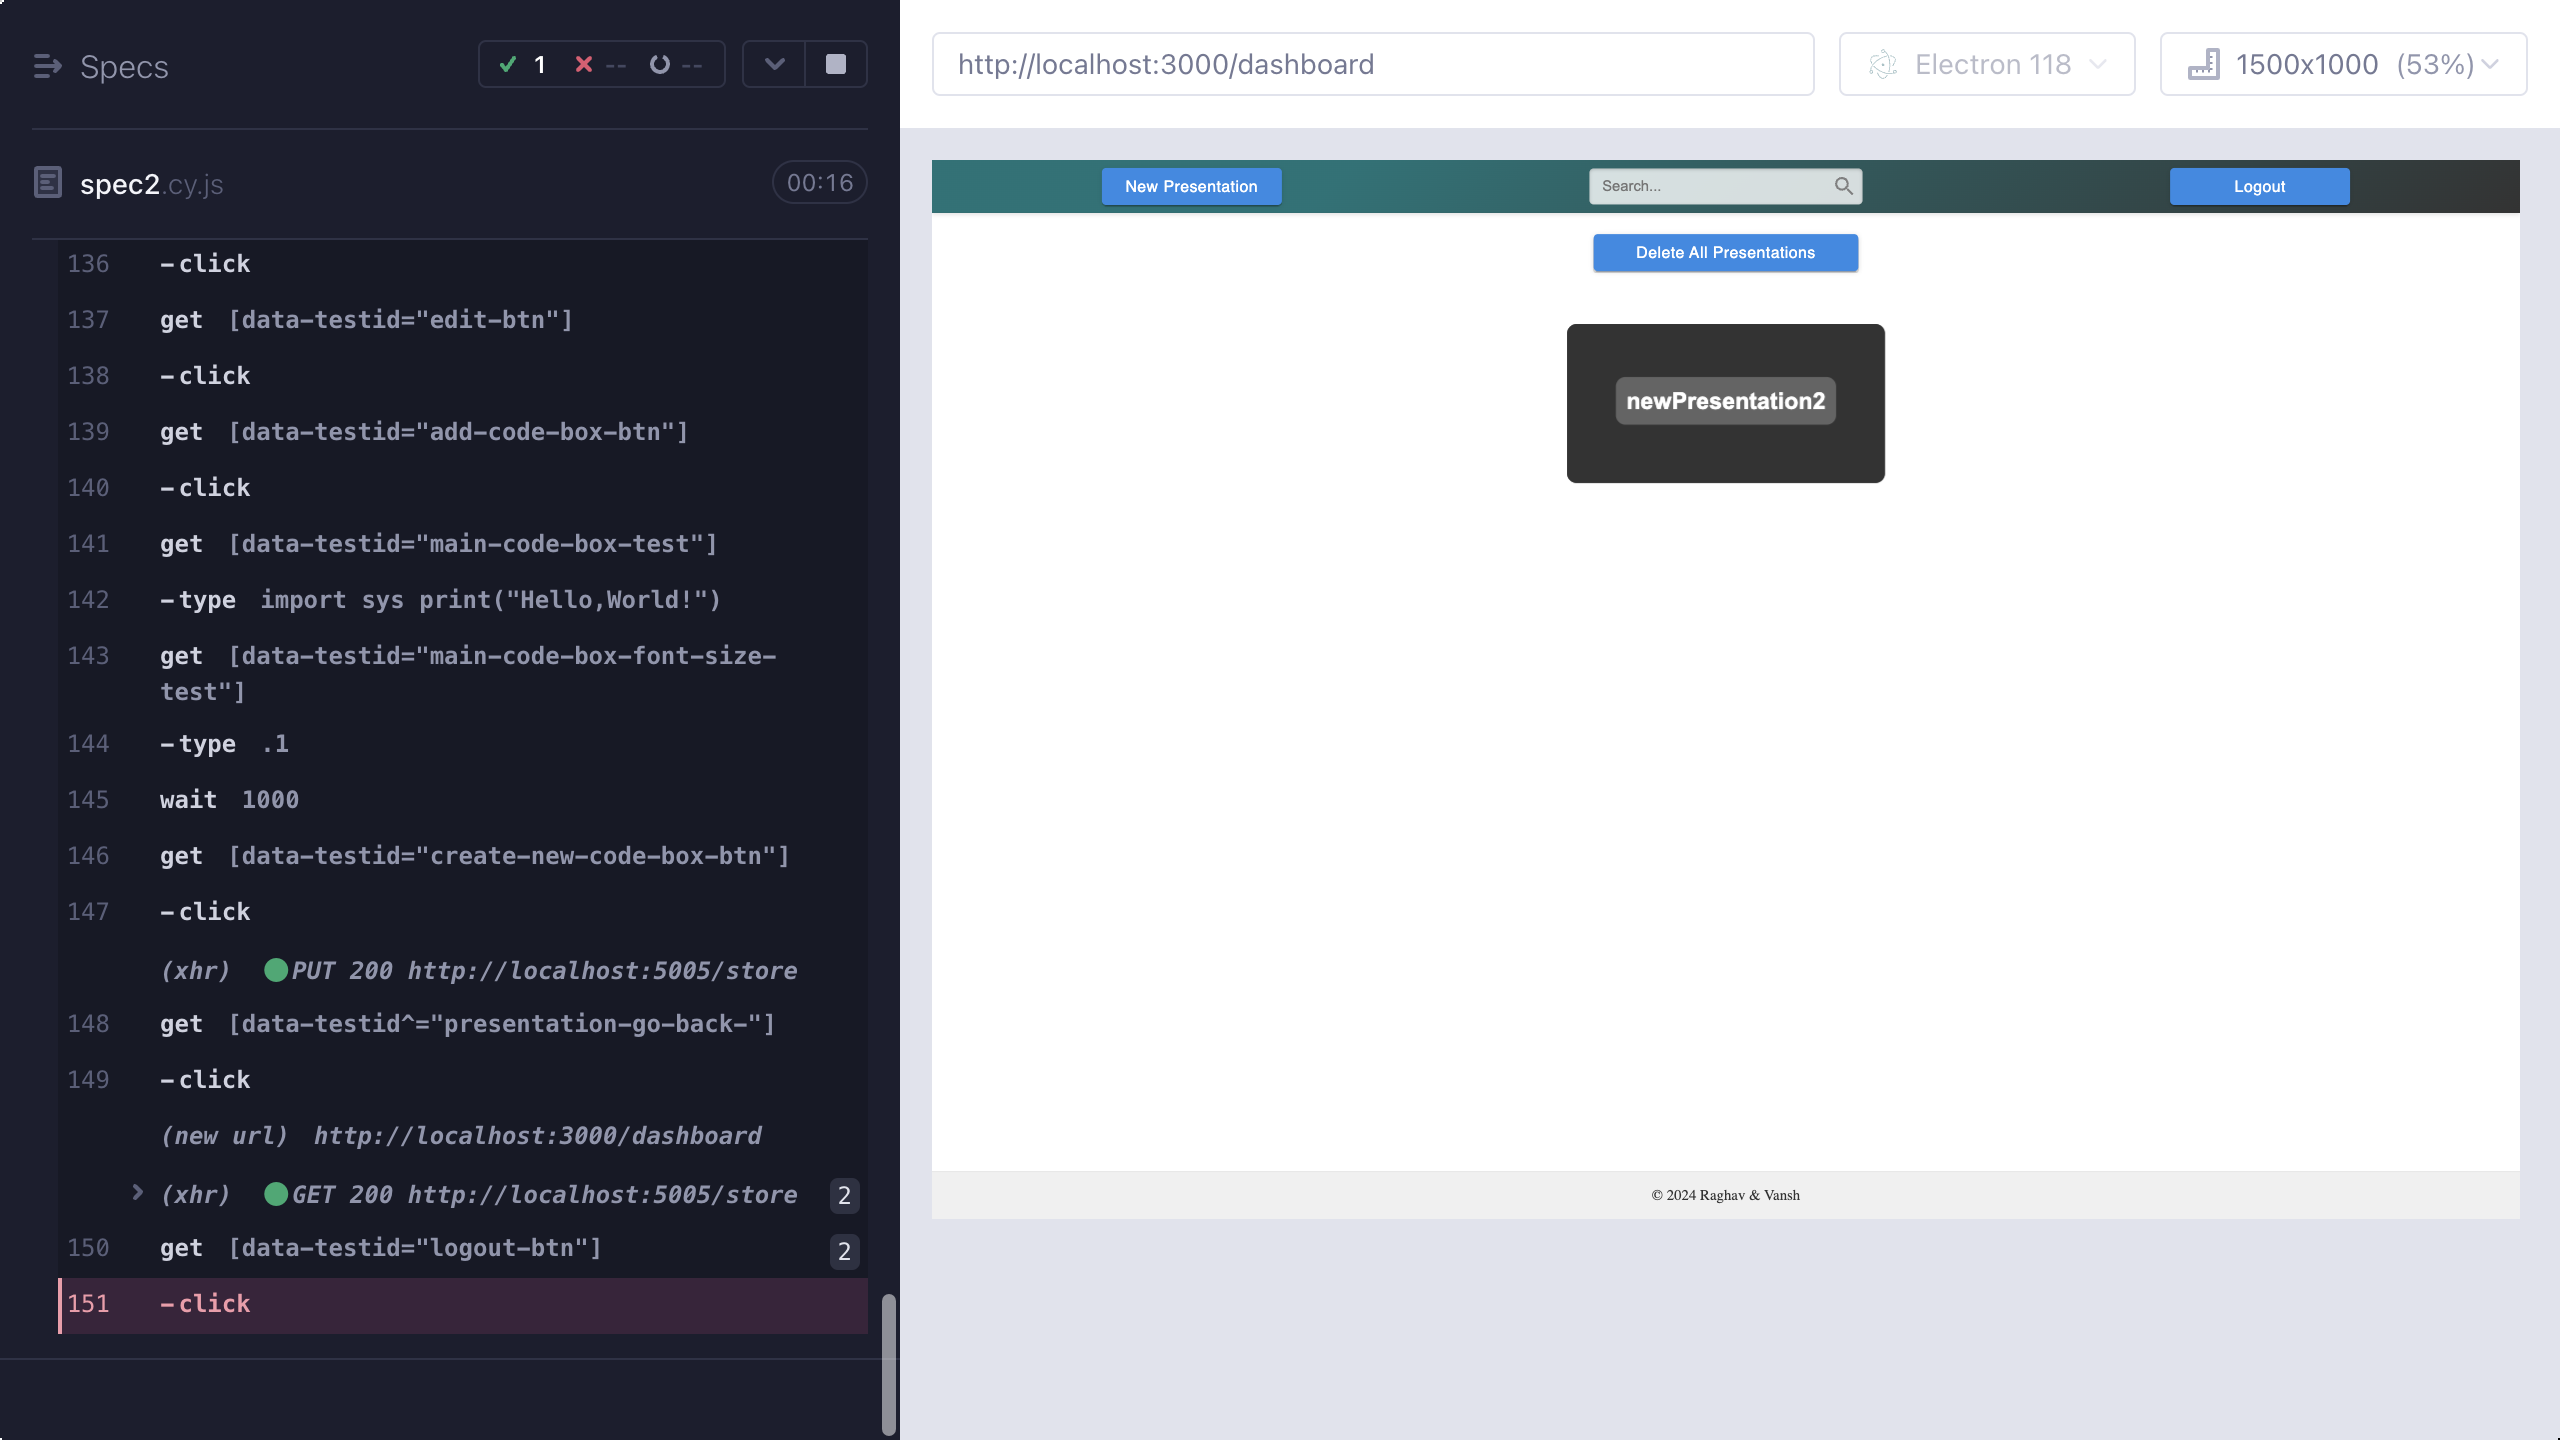 Specs
1 -- --
spec2.cy.js
00:16
136 -click
137 get [data-testid="edit-btn"]
138 -click
139 get [data-testid="add-code-box-btn"]
140 -click
141 get [data-testid="main-code-box-test"]
142 -type import sys print("Hello,World!")
143 get [data-testid="main-code-box-font-size-
test"]
144 -type .1
145 wait 1000
146 get [data-testid="create-new-code-box-btn"]
147 -click
(xhr) PUT 200 http://localhost:5005/store
148 get [data-testid^="presentation-go-back-"]
149 -click
(new url) http://localhost:3000/dashboard
(xhr) GET 200 http://localhost:5005/store 2
150 get [data-testid="logout-btn"] 2
151 -click
http://localhost:3000/dashboard
Electron 118
1500x1000 (53%)
New Presentation
Search...
Logout
Delete All Presentations
newPresentation2
© 2024 Raghav & Vansh